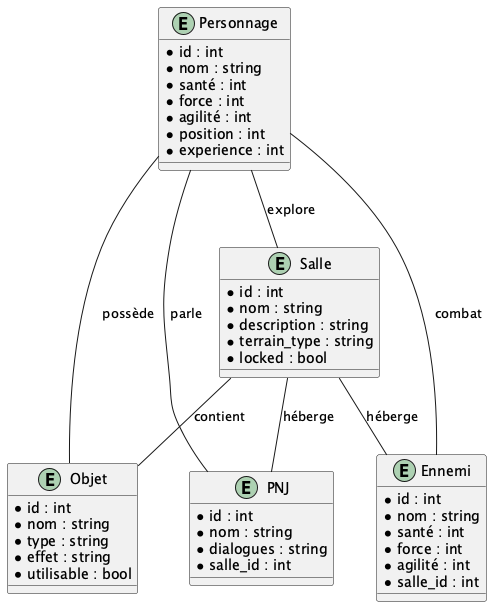 E Personnage
id : int
nom : string
santé : int
force : int
agilité : int
position : int
experience : int
explore
E Salle
id : int
nom : string
description : string
terrain_type : string
locked : bool
possède
parle
combat
contient
héberge
héberge
E Objet
id : int
nom : string
type : string
effet : string
utilisable : bool
E PNJ
id : int
nom : string
dialogues : string
salle_id : int
E Ennemi
id : int
nom : string
santé : int
force : int
agilité : int
salle_id : int